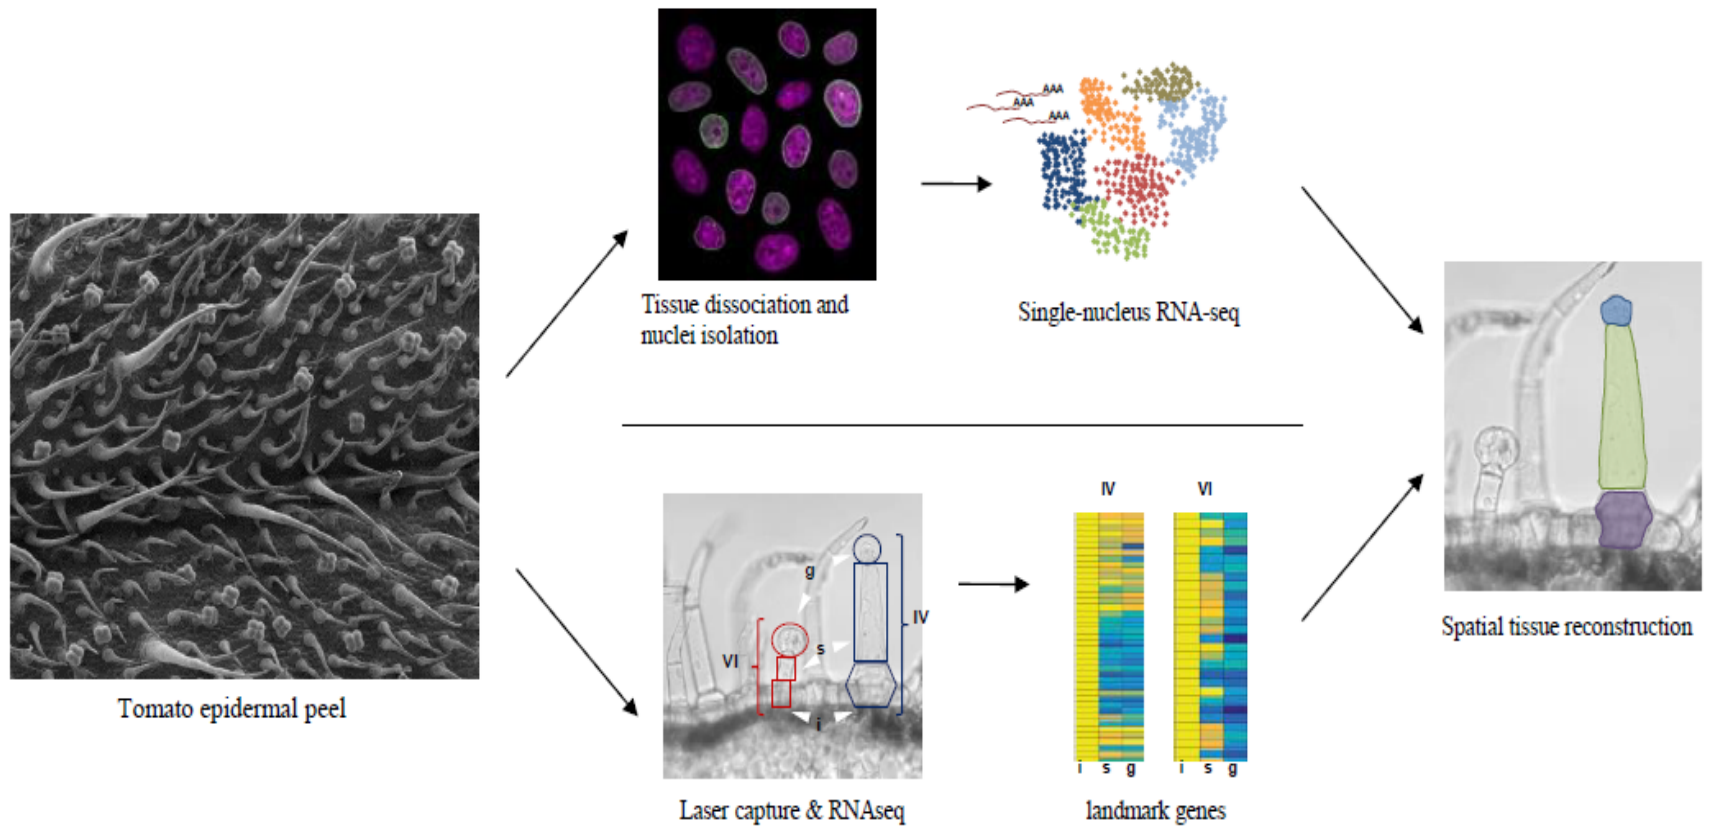 AAA
AAA
AAA
Tissue dissociation and
nuclei isolation
Single-nucleus RNA-seq
Tomato epidermal peel
g
s
i
VI
IV
Laser capture & RNAseq
IV VI
i s g i s g
landmark genes
Spatial tissue reconstruction